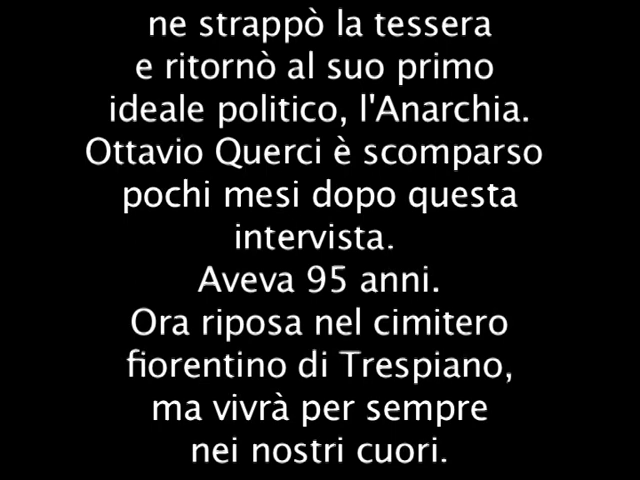 ne strappò la tessera
e ritornò al suo primo
ideale politico, l'Anarchia.
Ottavio Querci è scomparso
pochi mesi dopo questa
intervista.
Aveva 95 anni.
Ora riposa nel cimitero
fiorentino di Trespiano,
ma vivrà per sempre
nei nostri cuori.